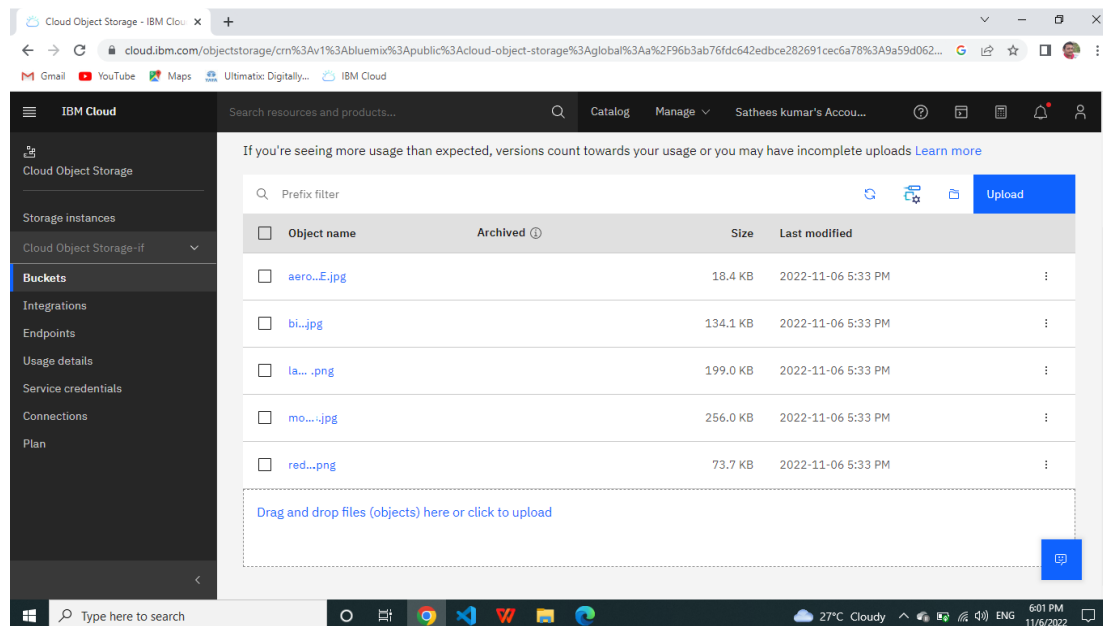 Cloud Object Storage - IBM Clou
cloud.ibm.com/objectstorage/crn%3Av1%3Abluemix%3Apublic%3Acloud-object-storage%3Aglobal%3Aa%2F96b3ab76fdc642edbce282691cec6a78%3A9a59d062...
Gmail YouTube Maps Ultimatix: Digitally... IBM Cloud
IBM Cloud Search resources and products... Catalog Manage Sathees kumar's Accou...
Cloud Object Storage
Storage instances
Cloud Object Storage-if
Buckets
Integrations
Endpoints
Usage details
Service credentials
Connections
Plan
If you're seeing more usage than expected, versions count towards your usage or you may have incomplete uploads Learn more
Prefix filter Upload
Object name Archived Size Last modified
aero...E.jpg 18.4 KB 2022-11-06 5:33 PM
bi...jpg 134.1 KB 2022-11-06 5:33 PM
la... .png 199.0 KB 2022-11-06 5:33 PM
mo....jpg 256.0 KB 2022-11-06 5:33 PM
red...png 73.7 KB 2022-11-06 5:33 PM
Drag and drop files (objects) here or click to upload
Type here to search 27°C Cloudy ENG 6:01 PM
11/6/2022